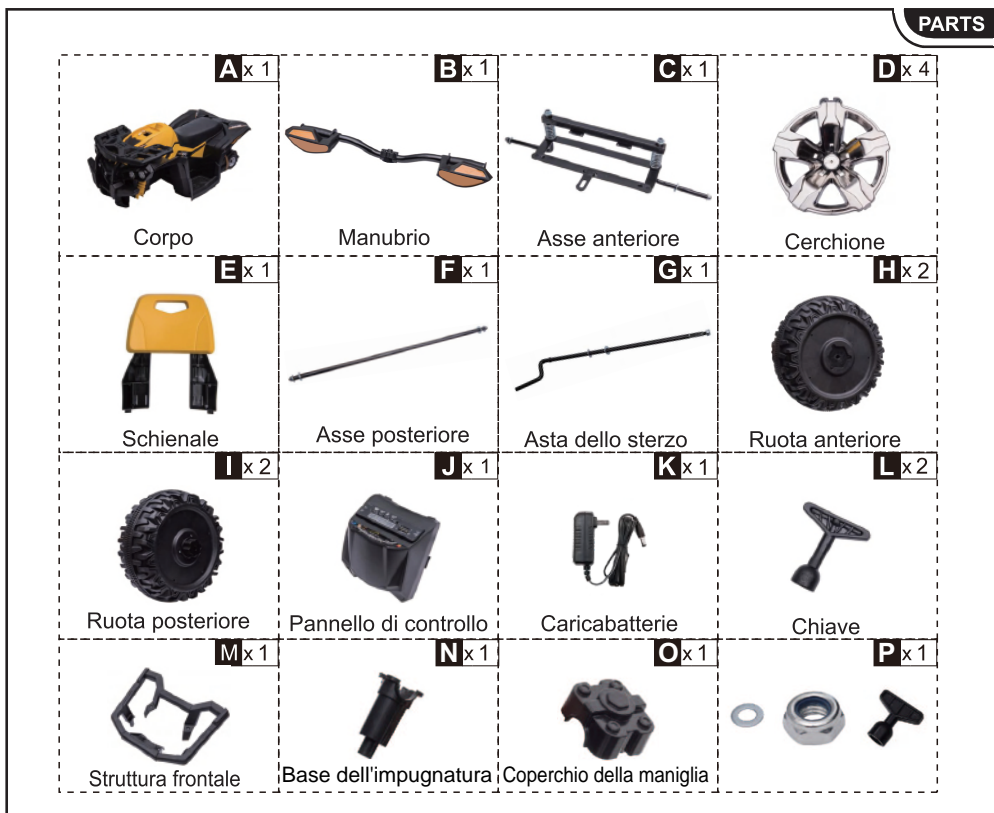 PARTS
A x 1
B x 1
C x 1
D x 4
Corpo
Manubrio
Asse anteriore
Cerchione
E x 1
F x 1
G x 1
H x 2
Schienale
Asse posteriore
Asta dello sterzo
Ruota anteriore
I x 2
J x 1
K x 1
L x 2
Ruota posteriore
Pannello di controllo
Caricabatterie
Chiave
M x 1
N x 1
O x 1
P x 1
Struttura frontale
Base dell'impugnatura
Coperchio della maniglia